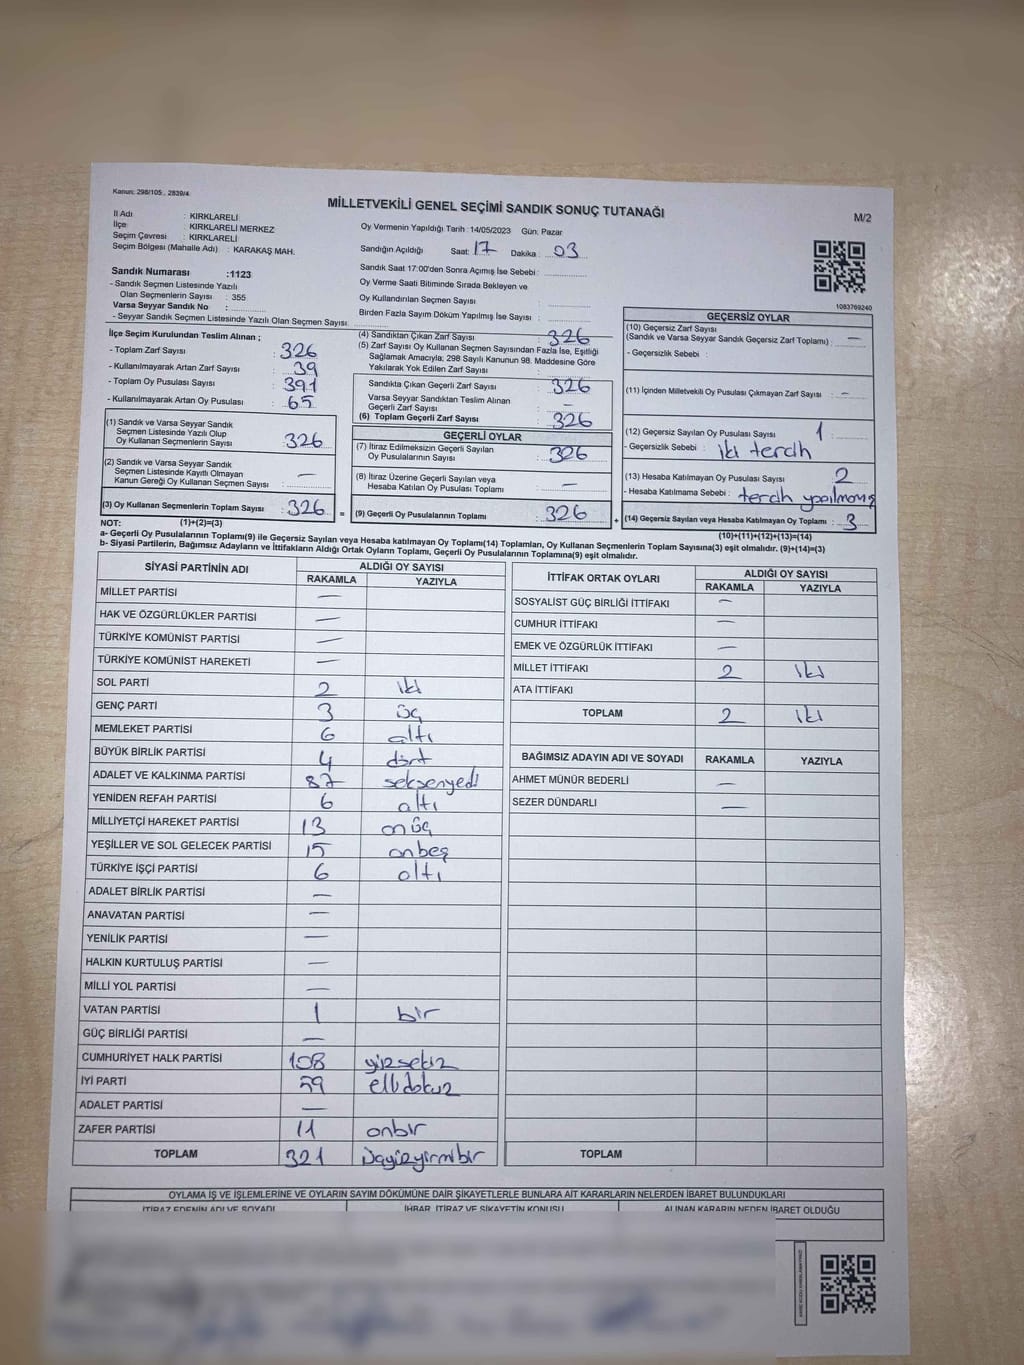 Kanun: 298/105 , 2839/4
MİLLETVEKİLİ GENEL SEÇİMİ SANDIK SONUÇ TUTANAĞI
M/2
İl Adı : KIRKLARELİ
İlçe : KIRKLARELİ MERKEZ
Seçim Çevresi : KIRKLARELİ
Seçim Bölgesi (Mahalle Adı) : KARAKAŞ MAH.
Sandık Numarası :1123
- Sandık Seçmen Listesinde Yazılı
Olan Seçmenlerin Sayısı : 355
Varsa Seyyar Sandık No :
- Seyyar Sandık Seçmen Listesinde Yazılı Olan Seçmen Sayısı:
Oy Vermenin Yapıldığı Tarih : 14/05/2023 Gün: Pazar
Sandığın Açıldığı Saat: 17 Dakika : 03
Sandık Saat 17:00'den Sonra Açımış İse Sebebi :
Oy Verme Saati Bitiminde Sırada Bekleyen ve
Oy Kullandırılan Seçmen Sayısı :
Birden Fazla Sayım Döküm Yapılmış İse Sayısı :
1083769240
İlçe Seçim Kurulundan Teslim Alınan ;
- Toplam Zarf Sayısı : 326
- Kullanılmayarak Artan Zarf Sayısı : 39
- Toplam Oy Pusulası Sayısı : 391
- Kullanılmayarak Artan Oy Pusulası : 65
(1) Sandık ve Varsa Seyyar Sandık
Seçmen Listesinde Yazılı Olup
Oy Kullanan Seçmenlerin Sayısı : 326
(2) Sandık ve Varsa Seyyar Sandık
Seçmen Listesinde Kayıtlı Olmayan
Kanun Gereği Oy Kullanan Seçmen Sayısı : —
(3) Oy Kullanan Seçmenlerin Toplam Sayısı : 326
(4) Sandıktan Çıkan Zarf Sayısı : 326
(5) Zarf Sayısı Oy Kullanan Seçmen Sayısından Fazla İse, Eşitliği
Sağlamak Amacıyla; 298 Sayılı Kanunun 98. Maddesine Göre
Yakılarak Yok Edilen Zarf Sayısı :
Sandıkta Çıkan Geçerli Zarf Sayısı : 326
Varsa Seyyar Sandıktan Teslim Alınan
Geçerli Zarf Sayısı : —
(6) Toplam Geçerli Zarf Sayısı : 326
GEÇERLİ OYLAR
(7) İtiraz Edilmeksizin Geçerli Sayılan
Oy Pusulalarının Sayısı : 326
(8) İtiraz Üzerine Geçerli Sayılan veya
Hesaba Katılan Oy Pusulası Toplamı : —
= (9) Geçerli Oy Pusulalarının Toplamı : 326 +
GEÇERSİZ OYLAR
(10) Geçersiz Zarf Sayısı
(Sandık ve Varsa Seyyar Sandık Geçersiz Zarf Toplamı) : —
- Geçersizlik Sebebi :
(11) İçinden Milletvekili Oy Pusulası Çıkmayan Zarf Sayısı : -
(12) Geçersiz Sayılan Oy Pusulası Sayısı : 1
- Geçersizlik Sebebi : iki tercih
(13) Hesaba Katılmayan Oy Pusulası Sayısı : 2
- Hesaba Katılmama Sebebi : tercih yapılmamış
(14) Geçersiz Sayılan veya Hesaba Katılmayan Oy Toplamı : 3
NOT: (1)+(2)=(3)
(10)+(11)+(12)+(13)=(14)
a- Geçerli Oy Pusulalarının Toplamı(9) ile Geçersiz Sayılan veya Hesaba katılmayan Oy Toplamı(14) Toplamları, Oy Kullanan Seçmenlerin Toplam Sayısına(3) eşit olmalıdır. (9)+(14)=(3)
b- Siyasi Partilerin, Bağımsız Adayların ve İttifakların Aldığı Ortak Oyların Toplamı, Geçerli Oy Pusulalarının Toplamına(9) eşit olmalıdır.
SİYASİ PARTİNİN ADI ALDIĞI OY SAYISI
RAKAMLA YAZIYLA
MİLLET PARTİSİ —
HAK VE ÖZGÜRLÜKLER PARTİSİ —
TÜRKİYE KOMÜNİST PARTİSİ —
TÜRKİYE KOMÜNİST HAREKETİ —
SOL PARTİ 2 iki
GENÇ PARTİ 3 üç
MEMLEKET PARTİSİ 6 altı
BÜYÜK BİRLİK PARTİSİ 4 dört
ADALET VE KALKINMA PARTİSİ 87 seksenyedi
YENİDEN REFAH PARTİSİ 6 altı
MİLLİYETÇİ HAREKET PARTİSİ 13 onüç
YEŞİLLER VE SOL GELECEK PARTİSİ 15 onbeş
TÜRKİYE İŞÇİ PARTİSİ 6 altı
ADALET BİRLİK PARTİSİ —
ANAVATAN PARTİSİ —
YENİLİK PARTİSİ —
HALKIN KURTULUŞ PARTİSİ —
MİLLİ YOL PARTİSİ —
VATAN PARTİSİ 1 bir
GÜÇ BİRLİĞİ PARTİSİ —
CUMHURİYET HALK PARTİSİ 108 yüzsekiz
İYİ PARTİ 59 ellidokuz
ADALET PARTİSİ —
ZAFER PARTİSİ 11 onbir
TOPLAM 321 üçyüzyirmibir
İTTİFAK ORTAK OYLARI ALDIĞI OY SAYISI
RAKAMLA YAZIYLA
SOSYALİST GÜÇ BİRLİĞİ İTTİFAKI —
CUMHUR İTTİFAKI —
EMEK VE ÖZGÜRLÜK İTTİFAKI —
MİLLET İTTİFAKI 2 iki
ATA İTTİFAKI
TOPLAM 2 iki
BAĞIMSIZ ADAYIN ADI VE SOYADI RAKAMLA YAZIYLA
AHMET MÜNÜR BEDERLİ —
SEZER DÜNDARLI —
TOPLAM
OYLAMA İŞ VE İŞLEMLERİNE VE OYLARIN SAYIM DÖKÜMÜNE DAİR ŞİKAYETLERLE BUNLARA AİT KARARLARIN NELERDEN İBARET BULUNDUKLARI
İTİRAZ EDENİN ADI VE SOYADI İHBAR, İTİRAZ VE ŞİKAYETİN KONUSU ALINAN KARARIN NEDEN İBARET OLDUĞU